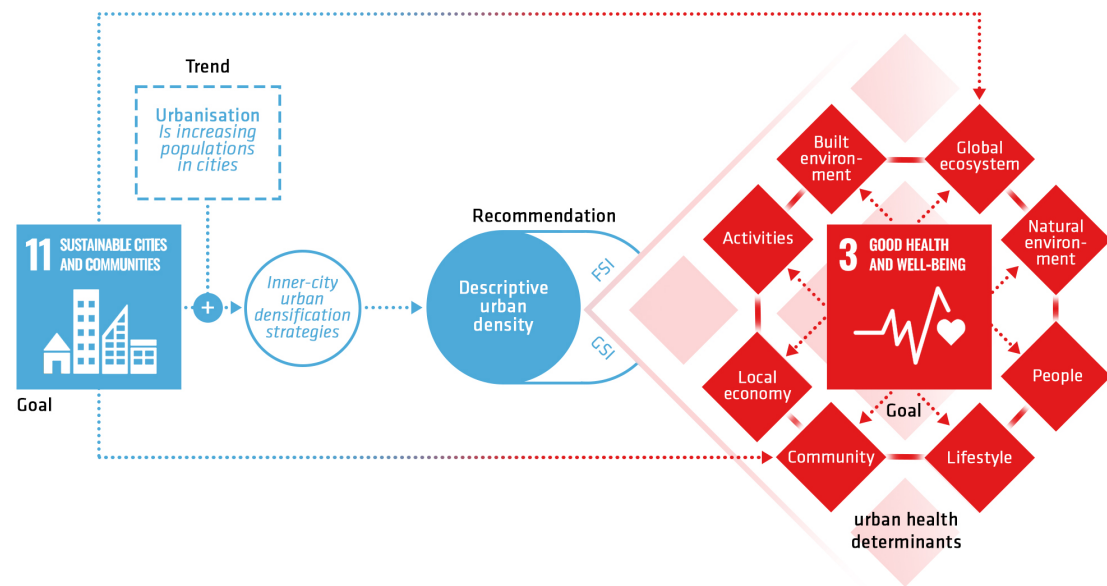 Trend
Urbanisation
Is increasing
populations
in cities
11 SUSTAINABLE CITIES
AND COMMUNITIES
Goal
+
Inner-city
urban
densification
strategies
Recommendation
Descriptive
urban
density
FSI
GSI
Built
environ-
ment
Global
ecosystem
Activities
Natural
environ-
ment
3 GOOD HEALTH
AND WELL-BEING
Local
economy
People
Goal
Community
Lifestyle
urban health
determinants